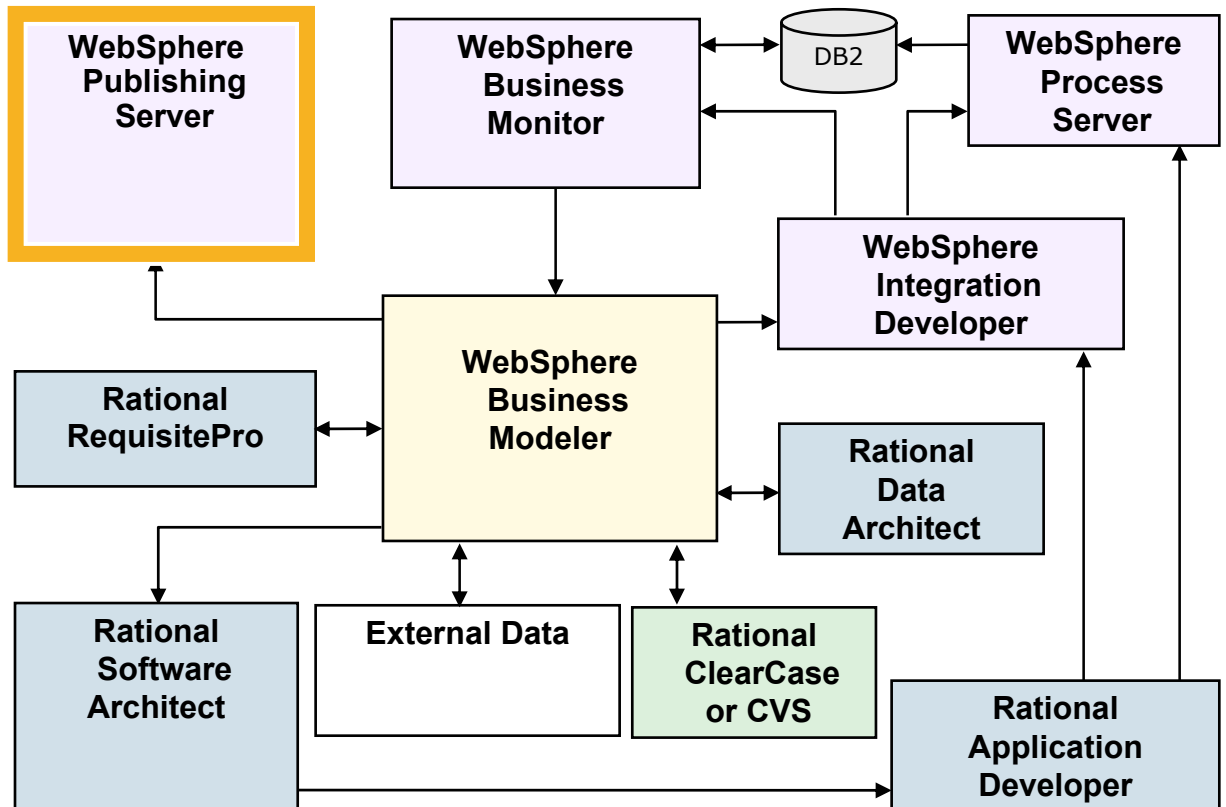 WebSphere
Publishing
Server
WebSphere
Business
Monitor
DB2
WebSphere
Process
Server
WebSphere
Integration
Developer
WebSphere
Business
Modeler
Rational
RequisitePro
Rational
Data
Architect
Rational
Software
Architect
External Data
Rational
ClearCase
or CVS
Rational
Application
Developer